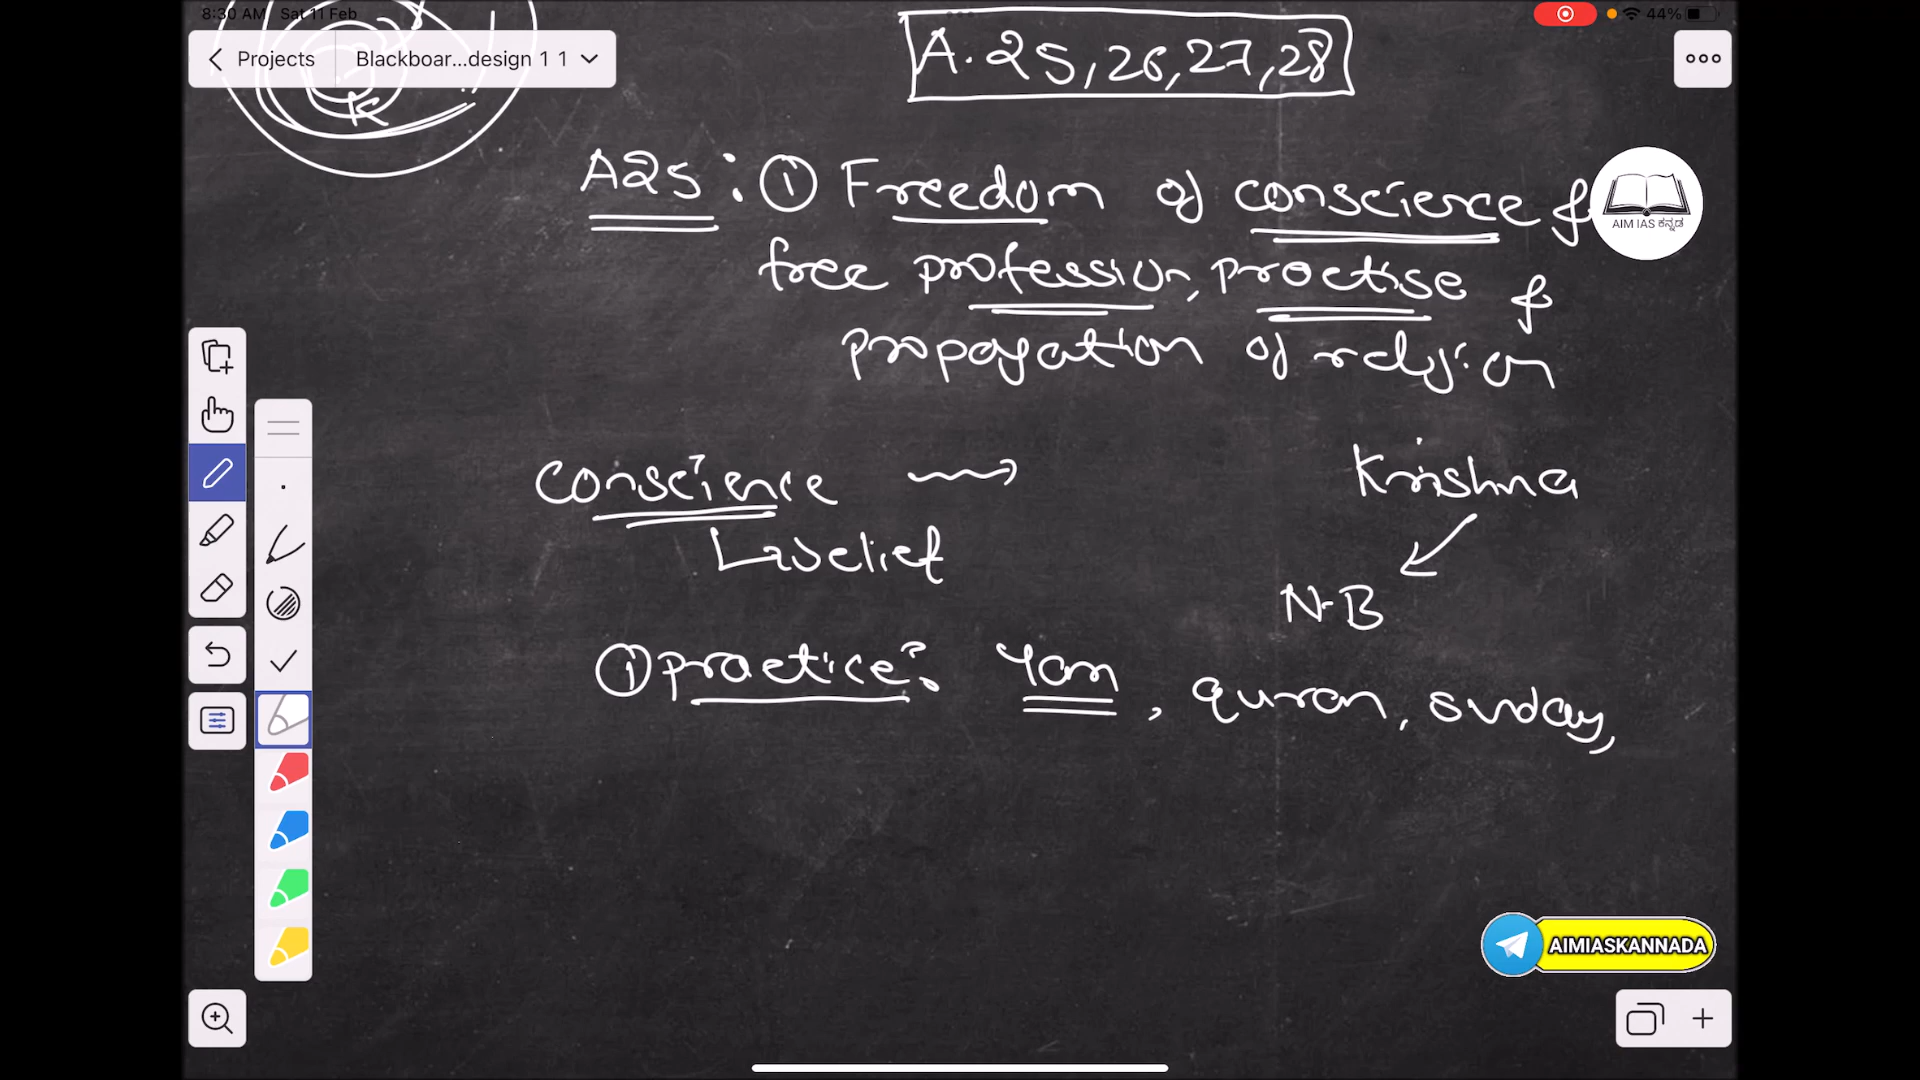 8:30 AM Sat 11 Feb
44%
Projects
Blackboar...design 1 1
A. 25, 26, 27, 28
A25: ① Freedom of conscience &
free profession, practise &
propagation of religion
AIM IAS ಕನ್ನಡ
conscience → Krishna
belief
N-B
① practice: quran, sunday,
AIMIASKANNADA